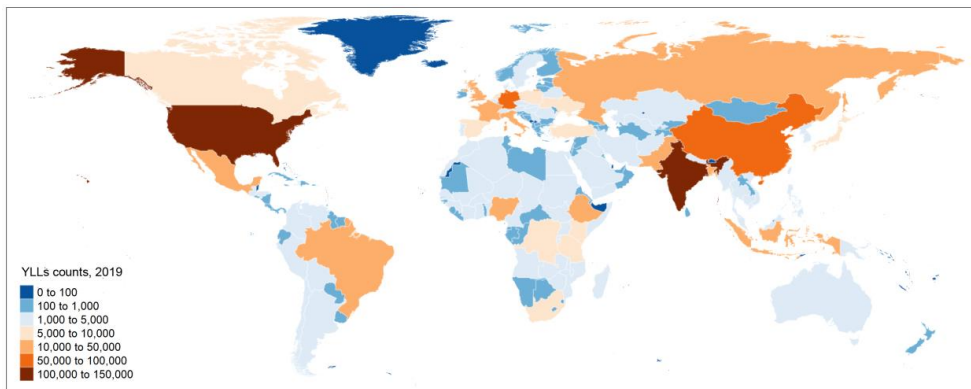 YLLs counts, 2019
0 to 100
100 to 1,000
1,000 to 5,000
5,000 to 10,000
10,000 to 50,000
50,000 to 100,000
100,000 to 150,000